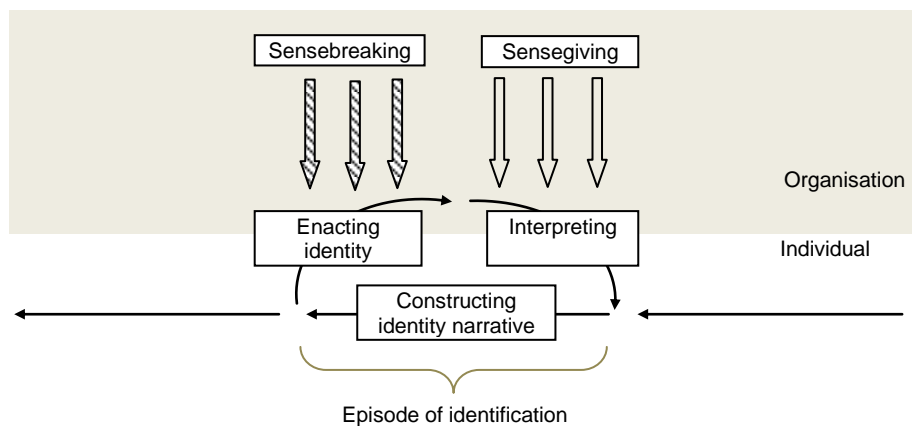 Sensebreaking
Sensegiving
Organisation
Enacting
identity
Interpreting
Individual
Constructing
identity narrative
Episode of identification